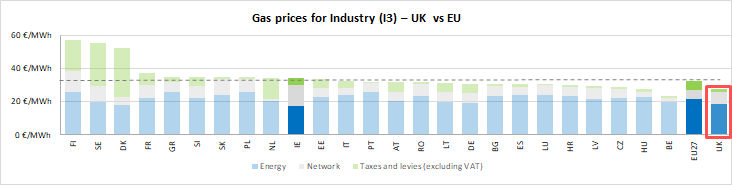 Gas prices for Industry (I3) – UK vs EU
60 €/MWh
40 €/MWh
20 €/MWh
0 €/MWh
FI SE DK FR GR SI SK PL NL IE EE IT PT AT RO LT DE BG ES LU HR LV CZ HU BE EU27 UK
Energy Network Taxes and levies (excluding VAT)